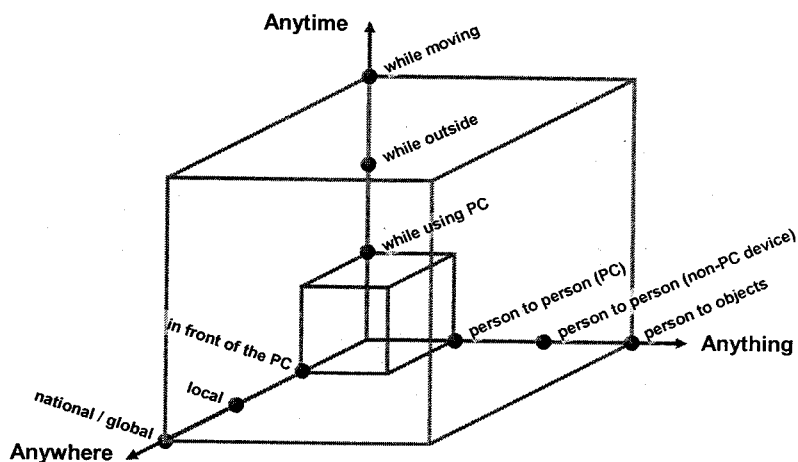 Anytime
while moving
while outside
while using PC
person to person (PC)
person to person (non-PC device)
person to objects
Anything
in front of the PC
local
national / global
Anywhere